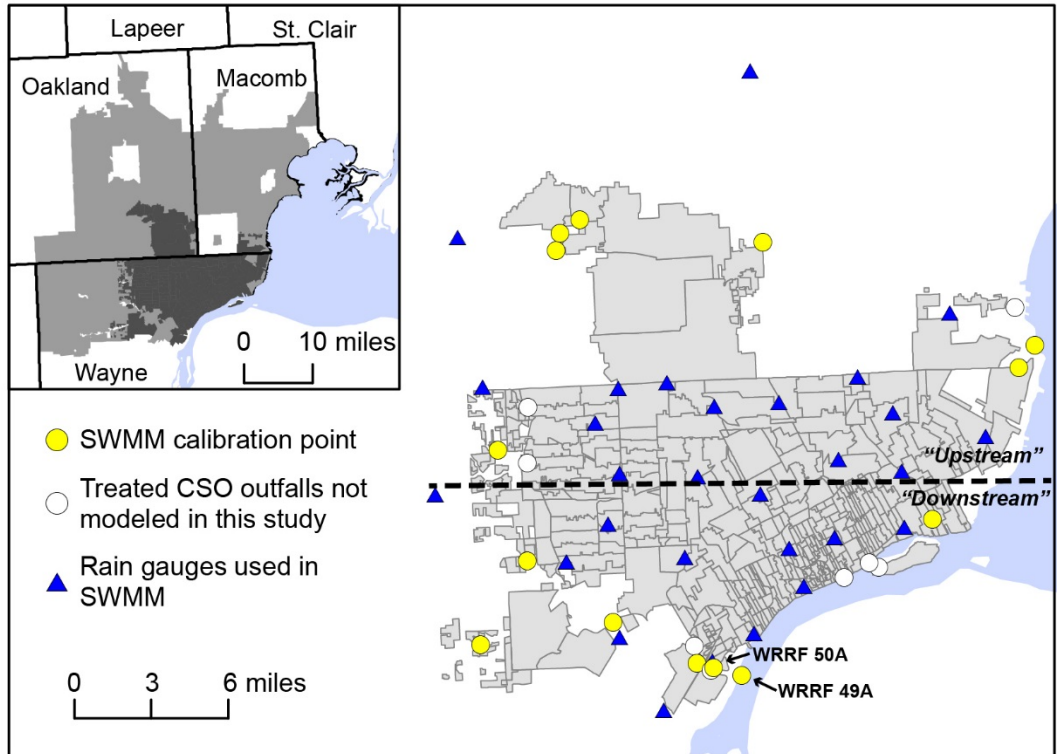 Lapeer
St. Clair
Oakland
Macomb
Wayne
0 10 miles
SWMM calibration point
Treated CSO outfalls not
modeled in this study
Rain gauges used in
SWMM
0 3 6 miles
“Upstream”
“Downstream”
WRRF 50A
WRRF 49A